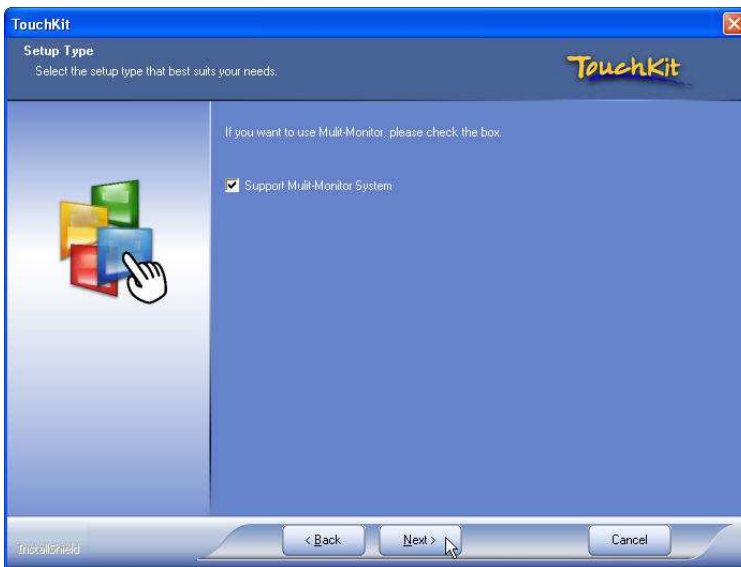 TouchKit
Setup Type
Select the setup type that best suits your needs.
TouchKit
If you want to use Mulit-Monitor, please check the box.
Support Mulit-Monitor System
InstallShield
< Back
Next >
Cancel